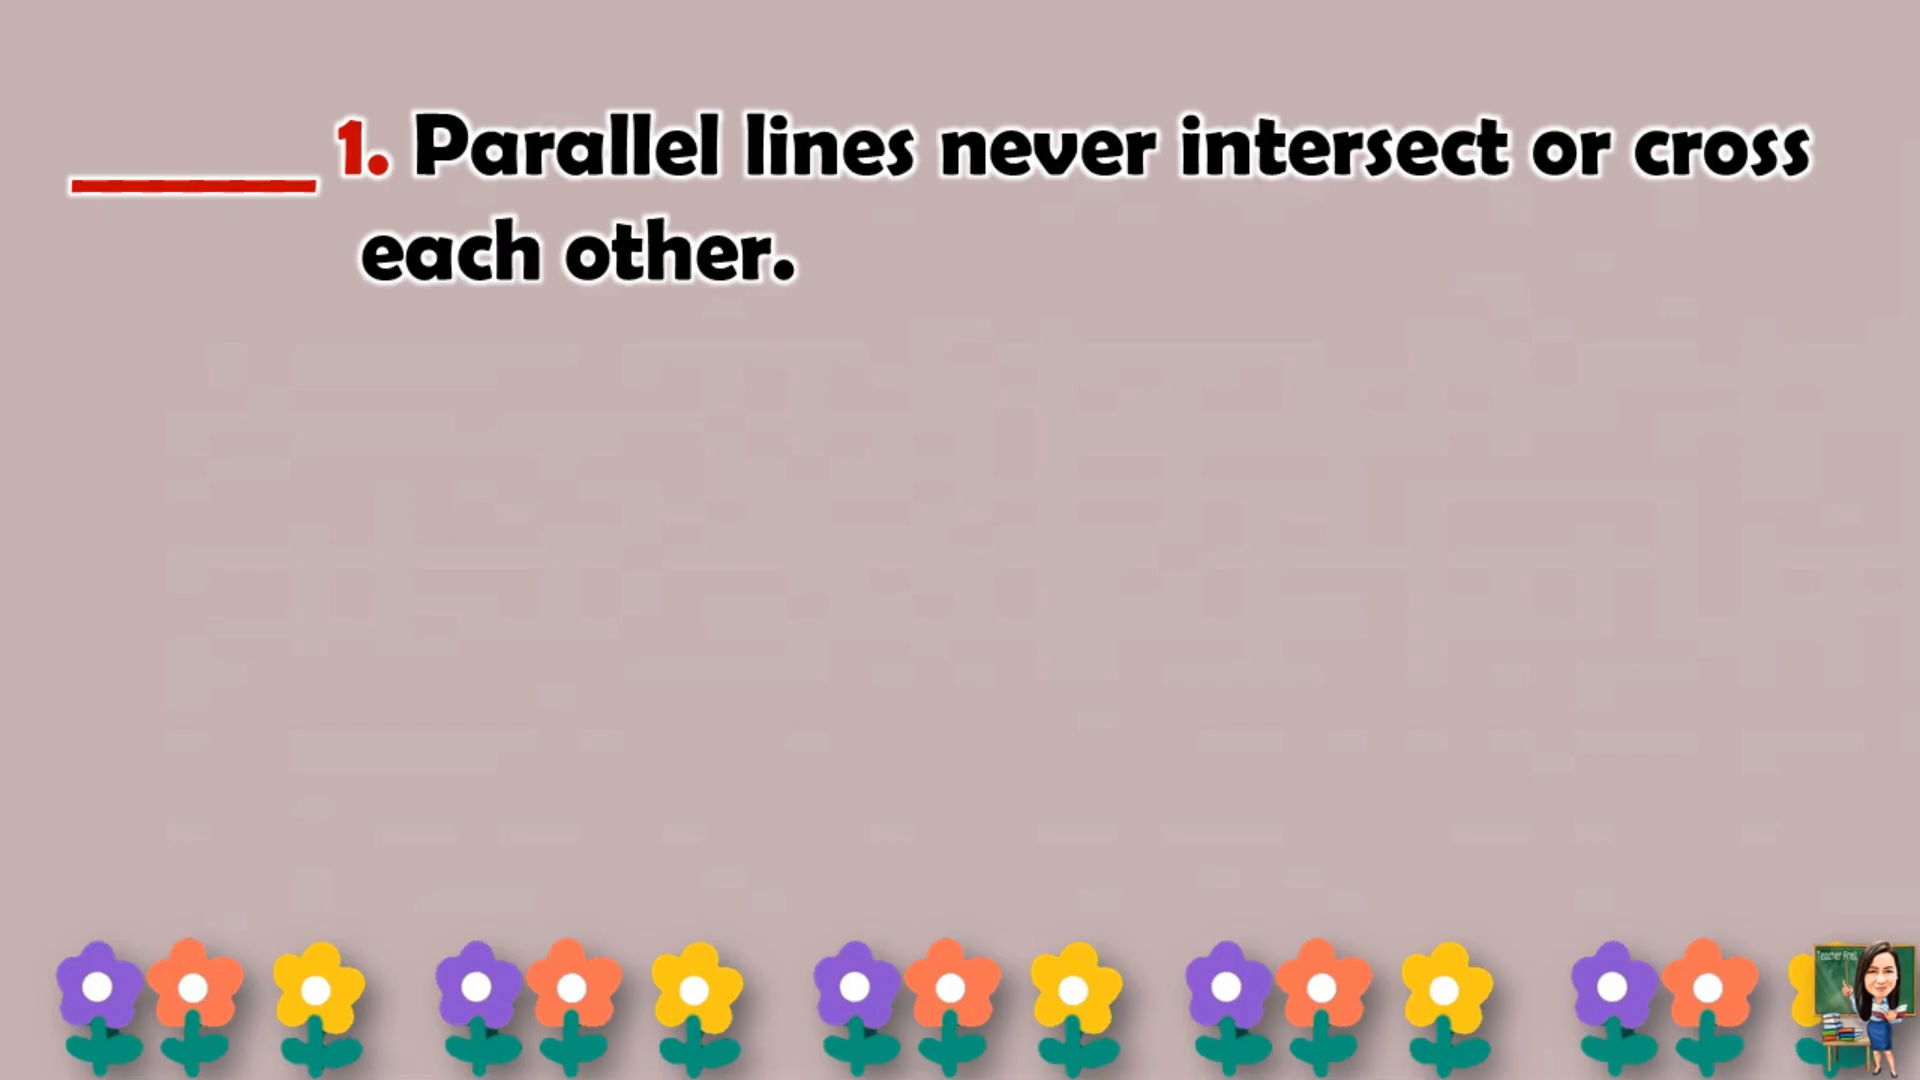 ______ 1. Parallel lines never intersect or cross
each other.